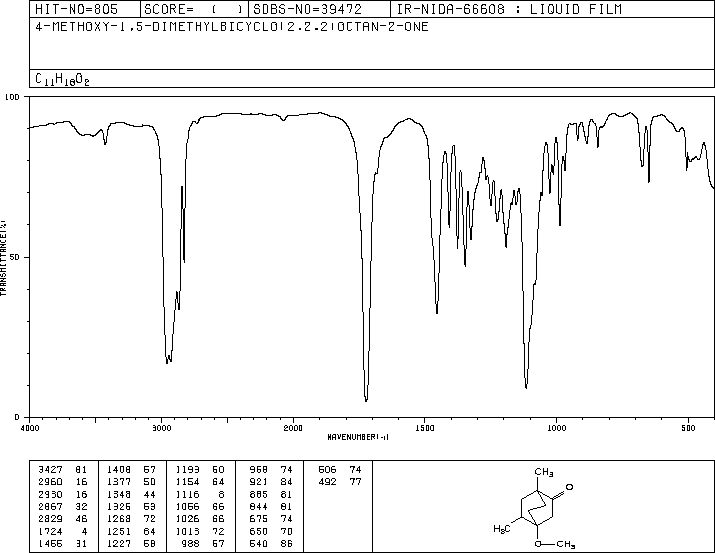 HIT-NO=805 SCORE= ( ) SDBS-NO=39472 IR-NIDA-66608 : LIQUID FILM
4-METHOXY-1,5-DIMETHYLBICYCLO(2.2.2)OCTAN-2-ONE
C11H18O2
100
50
0
TRANSMITTANCE(%)
4000 3000 2000 1500 1000 500
WAVENUMBER(-1)
3427 81 1408 57 1193 50 968 74 506 74
2960 16 1377 50 1154 64 921 84 492 77
2930 16 1348 44 1116 8 885 81
2867 32 1326 53 1056 66 844 81
2829 46 1268 72 1026 66 675 74
1724 4 1251 64 1013 72 650 70
1455 31 1227 58 988 57 540 86
CH3
O
H3C
O CH3